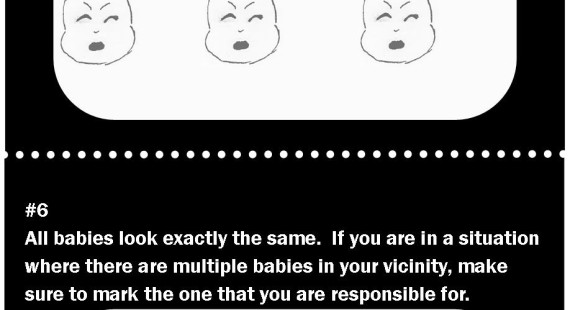 #6
All babies look exactly the same.  If you are in a situation
where there are multiple babies in your vicinity, make
sure to mark the one that you are responsible for.